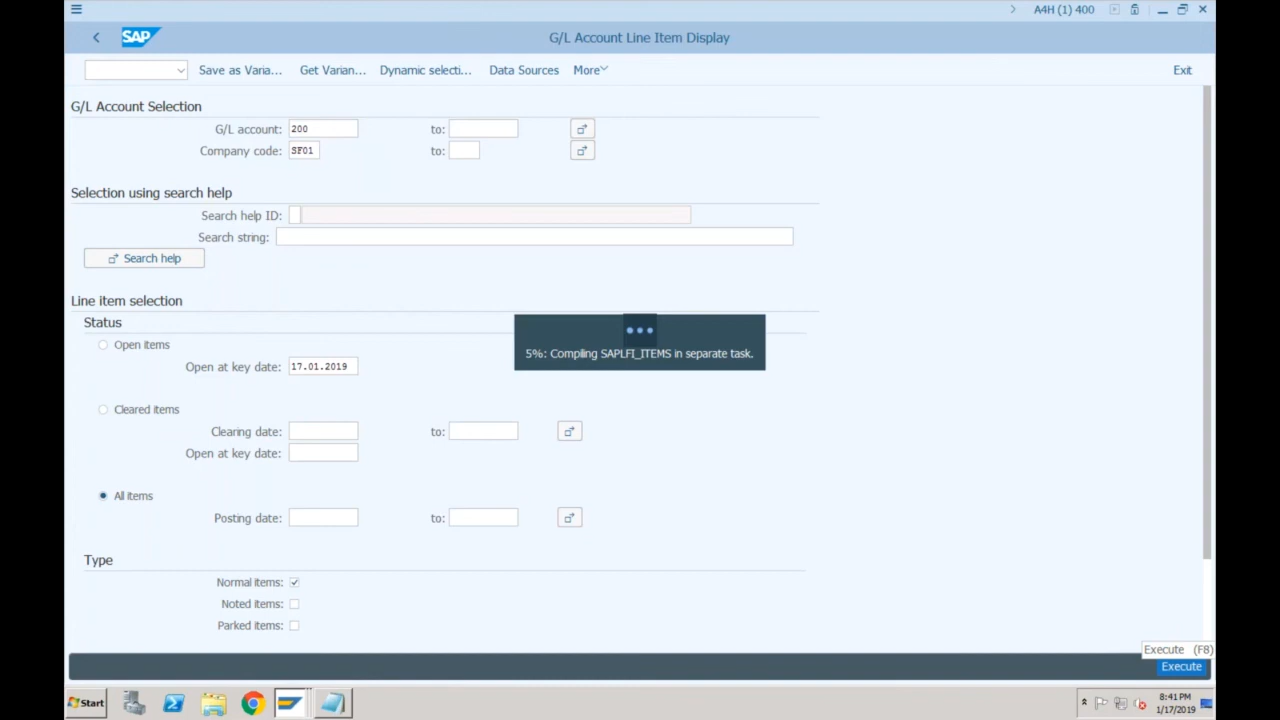 A4H (1) 400
SAP
G/L Account Line Item Display
Save as Varia... Get Varian... Dynamic selecti... Data Sources More Exit
G/L Account Selection
G/L account: 200 to:
Company code: SF01 to:
Selection using search help
Search help ID:
Search string:
Search help
Line item selection
Status
Open items
Open at key date: 17.01.2019
5%: Compiling SAPLFI_ITEMS in separate task.
Cleared items
Clearing date: to:
Open at key date:
All items
Posting date: to:
Type
Normal items:
Noted items:
Parked items:
Execute (F8)
Execute
Start
8:41 PM
1/17/2019